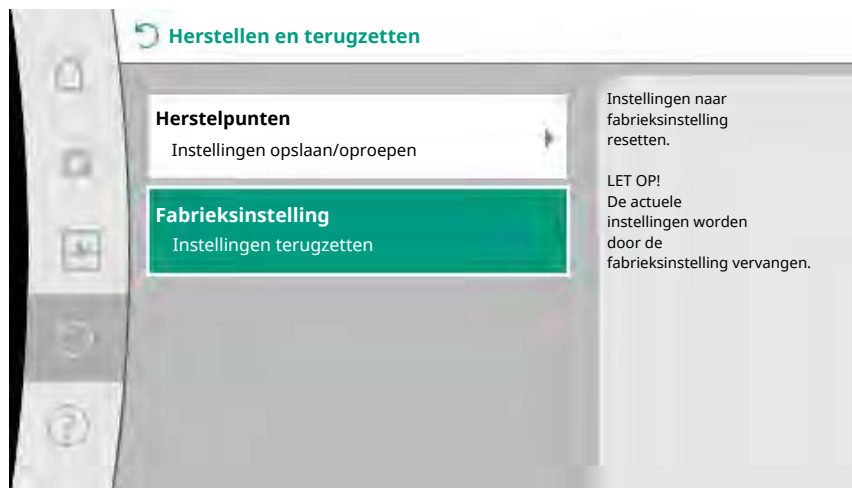 Herstellen en terugzetten
Herstelpunten
Instellingen opslaan/oproepen
Fabrieksinstelling
Instellingen terugzetten
Instellingen naar
fabrieksinstelling
resetten.
LET OP!
De actuele
instellingen worden
door de
fabrieksinstelling vervangen.